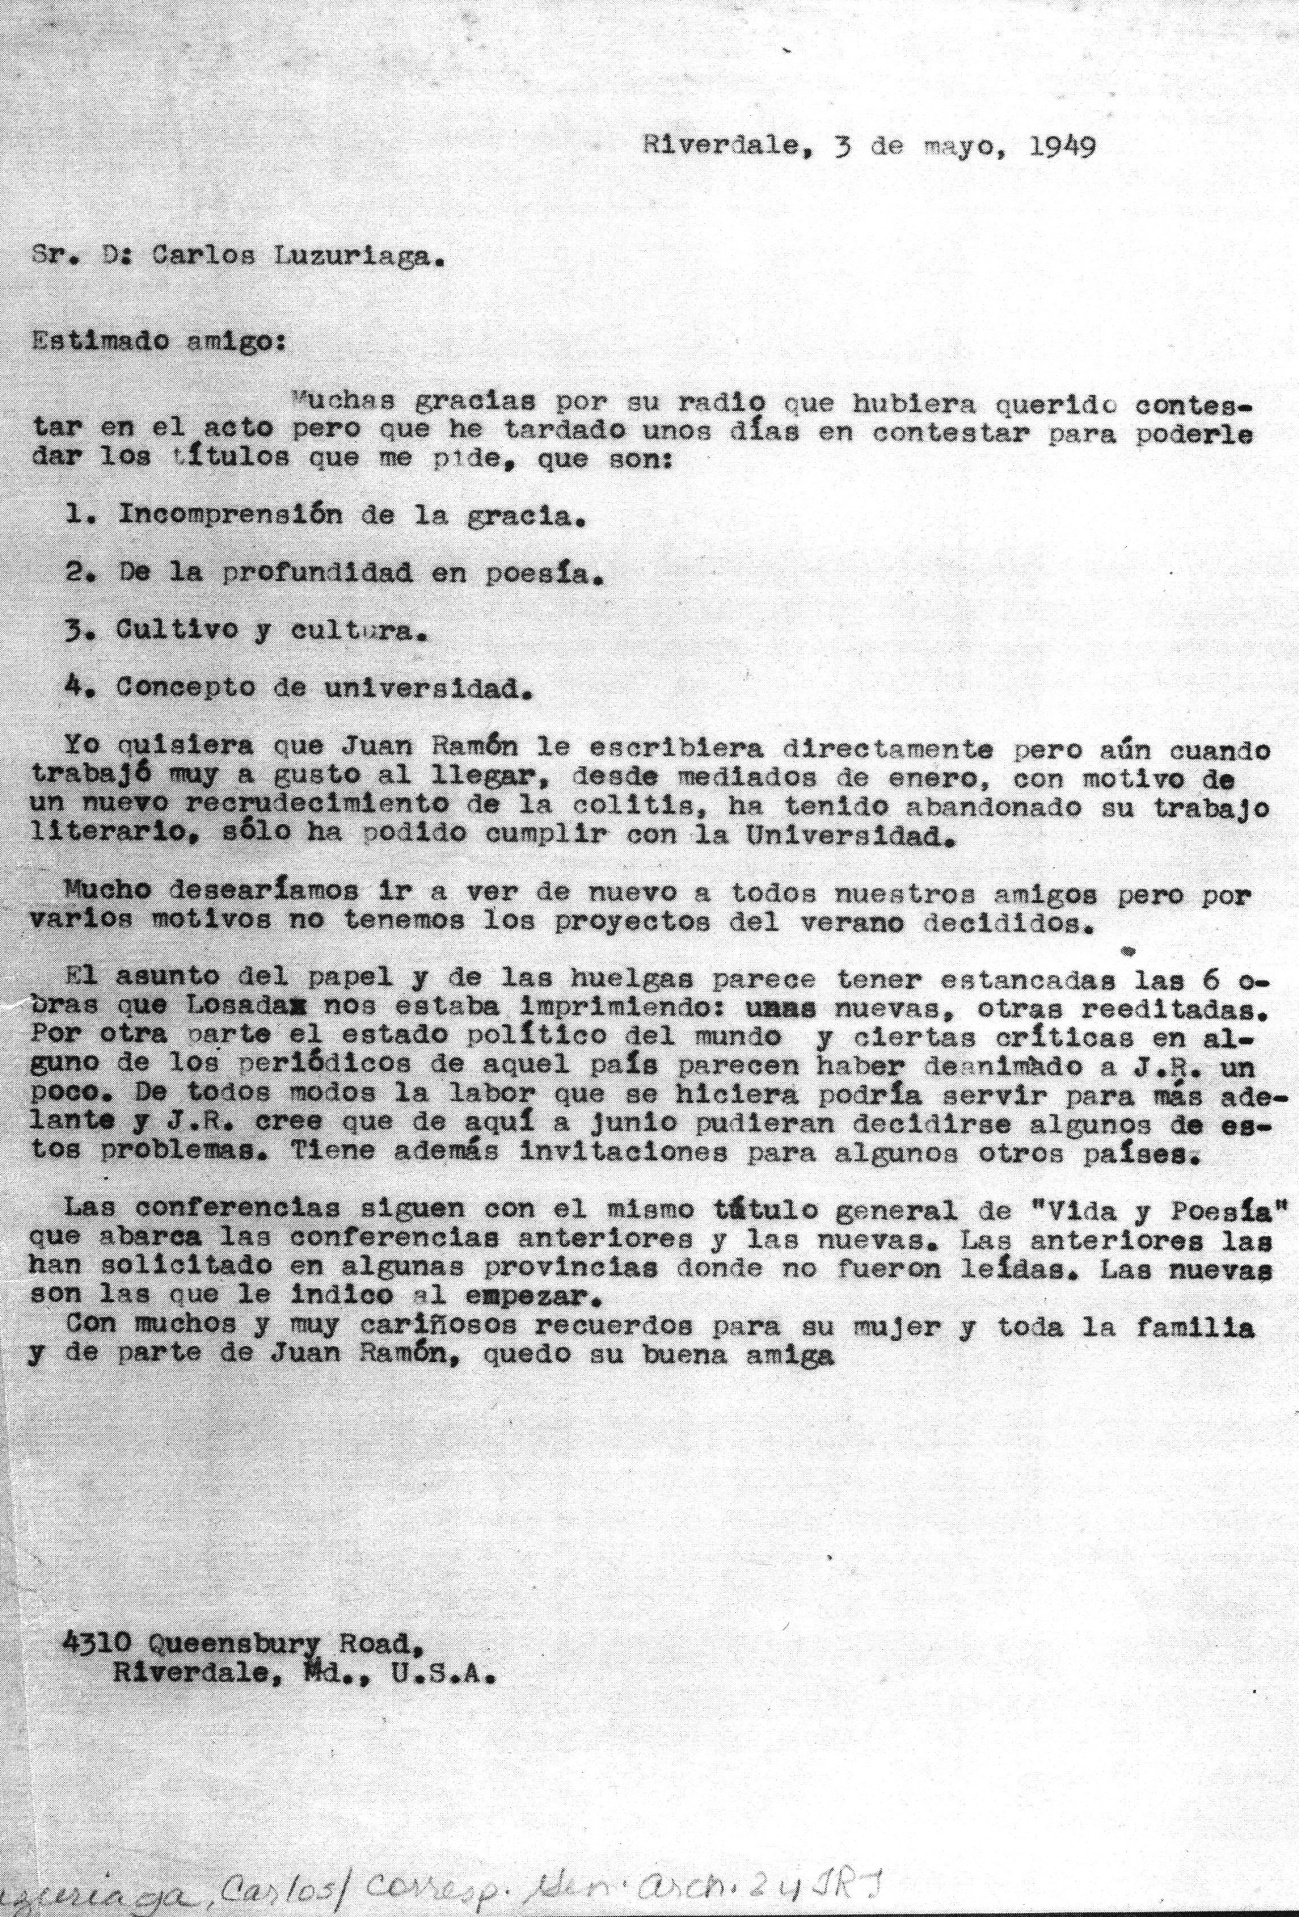 Riverdale, 3 de mayo, 1949
Sr. D: Carlos Luzuriaga.
Estimado amigo:
Muchas gracias por su radio que hubiera querido contes-
tar en el acto pero que he tardado unos días en contestar para poderle
dar los títulos que me pide, que son:
1. Incomprensión de la gracia.
2. De la profundidad en poesía.
3. Cultivo y cultura.
4. Concepto de universidad.
Yo quisiera que Juan Ramón le escribiera directamente pero aún cuando
trabajó muy a gusto al llegar, desde mediados de enero, con motivo de
un nuevo recrudecimiento de la colitis, ha tenido abandonado su trabajo
literario, sólo ha podido cumplir con la Universidad.
Mucho desearíamos ir a ver de nuevo a todos nuestros amigos pero por
varios motivos no tenemos los proyectos del verano decididos.
El asunto del papel y de las huelgas parece tener estancadas las 6 o-
bras que Losadax nos estaba imprimiendo: unas nuevas, otras reeditadas.
Por otra parte el estado político del mundo y ciertas críticas en al-
guno de los periódicos de aquel país parecen haber deanimado a J.R. un
poco. De todos modos la labor que se hiciera podría servir para más ade-
lante y J.R. cree que de aquí a junio pudieran decidirse algunos de es-
tos problemas. Tiene además invitaciones para algunos otros países.
Las conferencias siguen con el mismo título general de "Vida y Poesía"
que abarca las conferencias anteriores y las nuevas. Las anteriores las
han solicitado en algunas provincias donde no fueron leídas. Las nuevas
son las que le indico al empezar.
Con muchos y muy cariñosos recuerdos para su mujer y toda la familia
y de parte de Juan Ramón, quedo su buena amiga
4310 Queensbury Road,
Riverdale, Md., U.S.A.
uzuriaga, Carlos/ Corresp. Gen. Arch. 24 JRJ